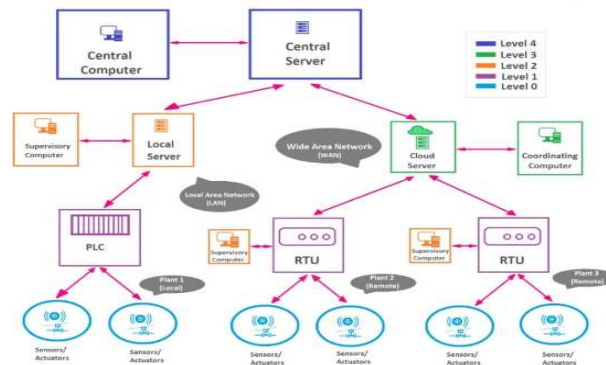 Central
Computer
Central
Server
Level 4
Level 3
Level 2
Level 1
Level 0
Supervisory
Computer
Local
Server
Wide Area Network
[WAN]
Cloud
Server
Coordinating
Computer
Local Area Network
[LAN]
PLC
Supervisory
Computer
RTU
Supervisory
Computer
RTU
Plant 1
(Local)
Plant 2
(Remote)
Plant 3
(Remote)
Sensors/
Actuators
Sensors/
Actuators
Sensors/
Actuators
Sensors/
Actuators
Sensors/
Actuators
Sensors/
Actuators